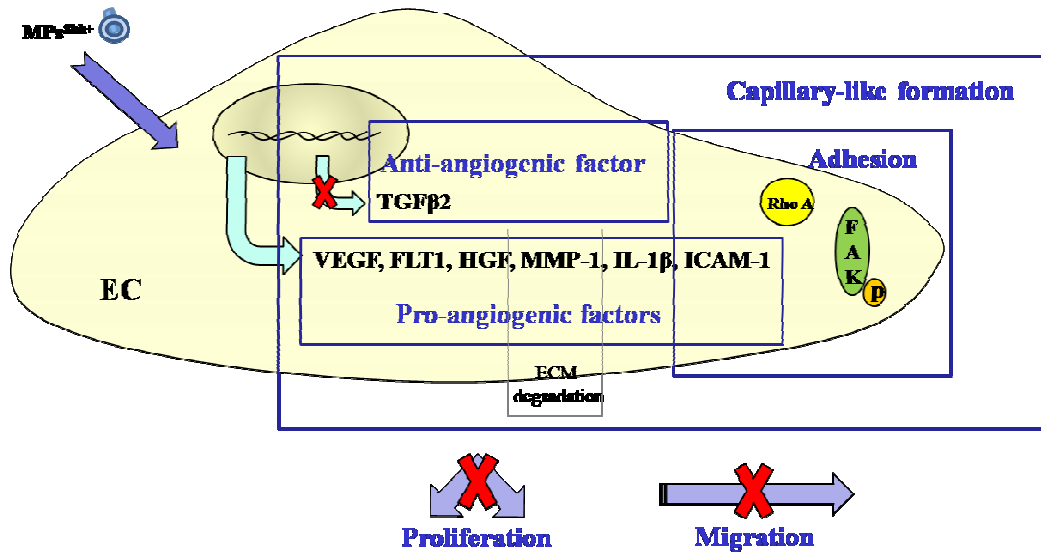 MPsShh+
Capillary-like formation
Anti-angiogenic factor
Adhesion
TGFβ2
Rho A
F
A
K
VEGF, FLT1, HGF, MMP-1, IL-1β, ICAM-1
EC
P
Pro-angiogenic factors
ECM
degradation
Proliferation
Migration